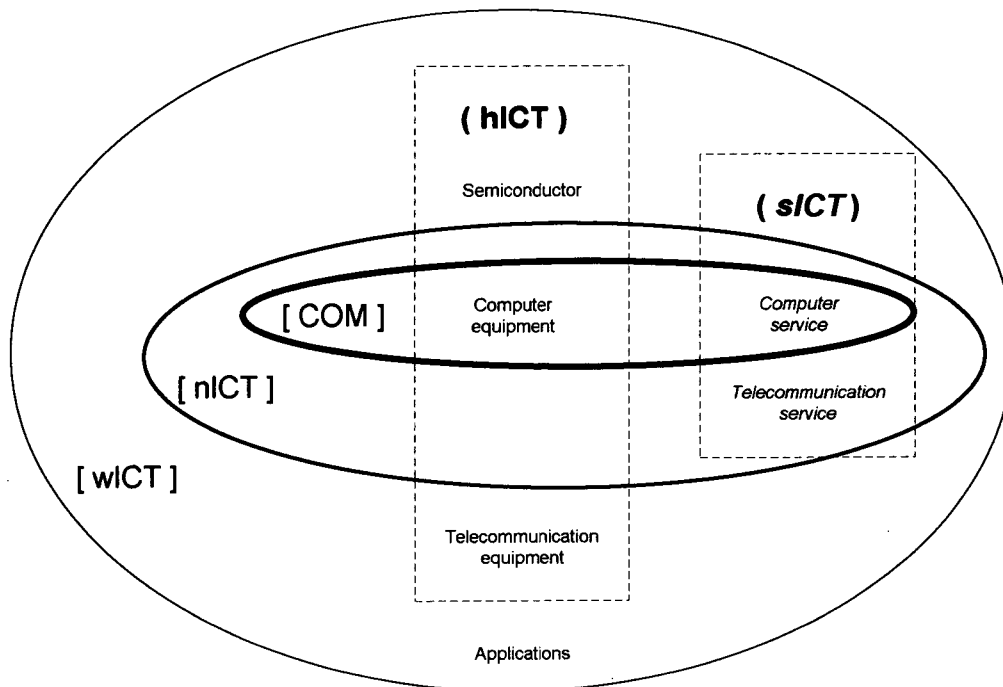 ( hICT )
Semiconductor
( sICT )
[ COM ]
Computer
equipment
Computer
service
[ nICT ]
Telecommunication
service
[ wICT ]
Telecommunication
equipment
Applications